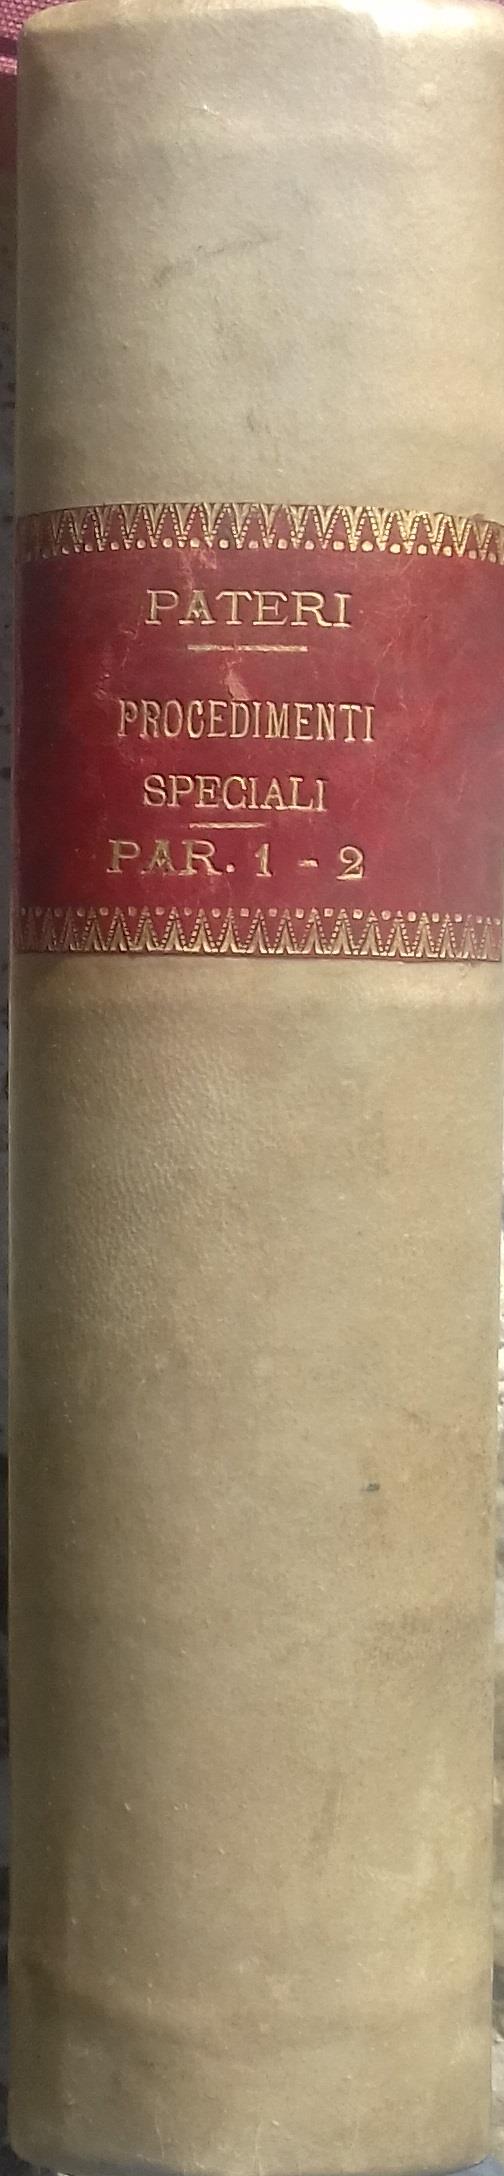 PATERI
PROCEDIMENTI
SPECIALI
PAR. 1 - 2